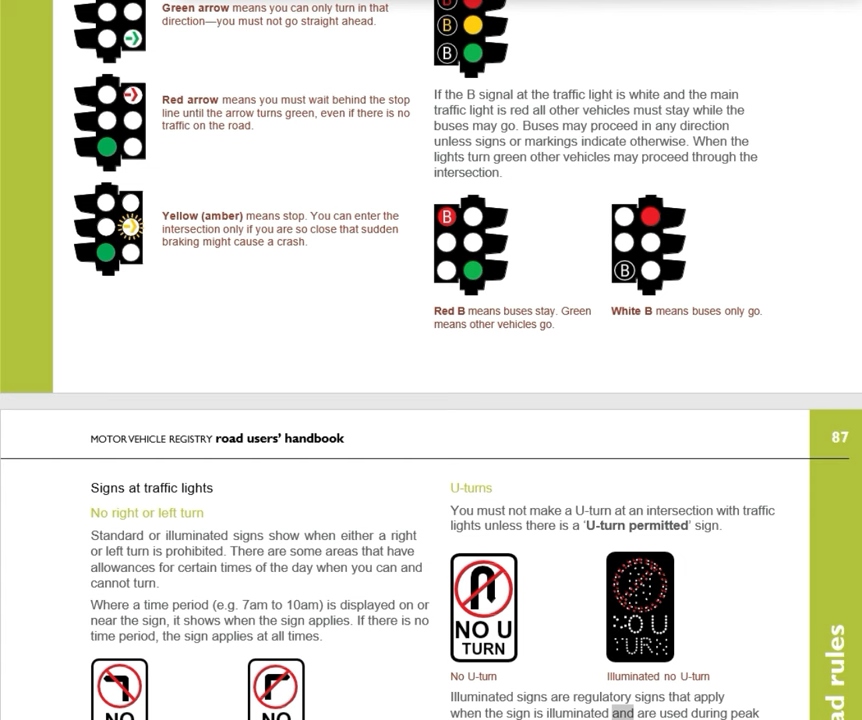 Green arrow means you can only turn in that
direction—you must not go straight ahead.
Red arrow means you must wait behind the stop
line until the arrow turns green, even if there is no
traffic on the road.
Yellow (amber) means stop. You can enter the
intersection only if you are so close that sudden
braking might cause a crash.
B
B
B
If the B signal at the traffic light is white and the main
traffic light is red all other vehicles must stay while the
buses may go. Buses may proceed in any direction
unless signs or markings indicate otherwise. When the
lights turn green other vehicles may proceed through the
intersection.
B
B
Red B means buses stay. Green
means other vehicles go.
White B means buses only go.
MOTOR VEHICLE REGISTRY road users' handbook
87
Signs at traffic lights
No right or left turn
Standard or illuminated signs show when either a right
or left turn is prohibited. There are some areas that have
allowances for certain times of the day when you can and
cannot turn.
Where a time period (e.g. 7am to 10am) is displayed on or
near the sign, it shows when the sign applies. If there is no
time period, the sign applies at all times.
NO
NO
U-turns
You must not make a U-turn at an intersection with traffic
lights unless there is a 'U-turn permitted' sign.
NO U
TURN
NO U
TURN
No U-turn
Illuminated no U-turn
Illuminated signs are regulatory signs that apply
when the sign is illuminated and are used during peak
ad rules